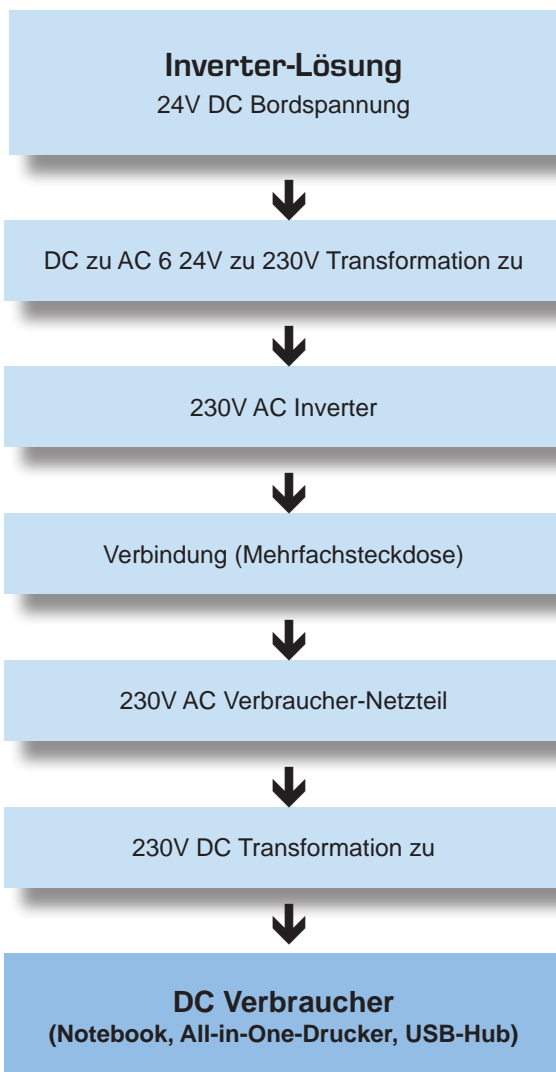 Inverter-Lösung
24V DC Bordspannung
DC zu AC 6 24V zu 230V Transformation zu
230V AC Inverter
Verbindung (Mehrfachsteckdose)
230V AC Verbraucher-Netzteil
230V DC Transformation zu
DC Verbraucher
(Notebook, All-in-One-Drucker, USB-Hub)